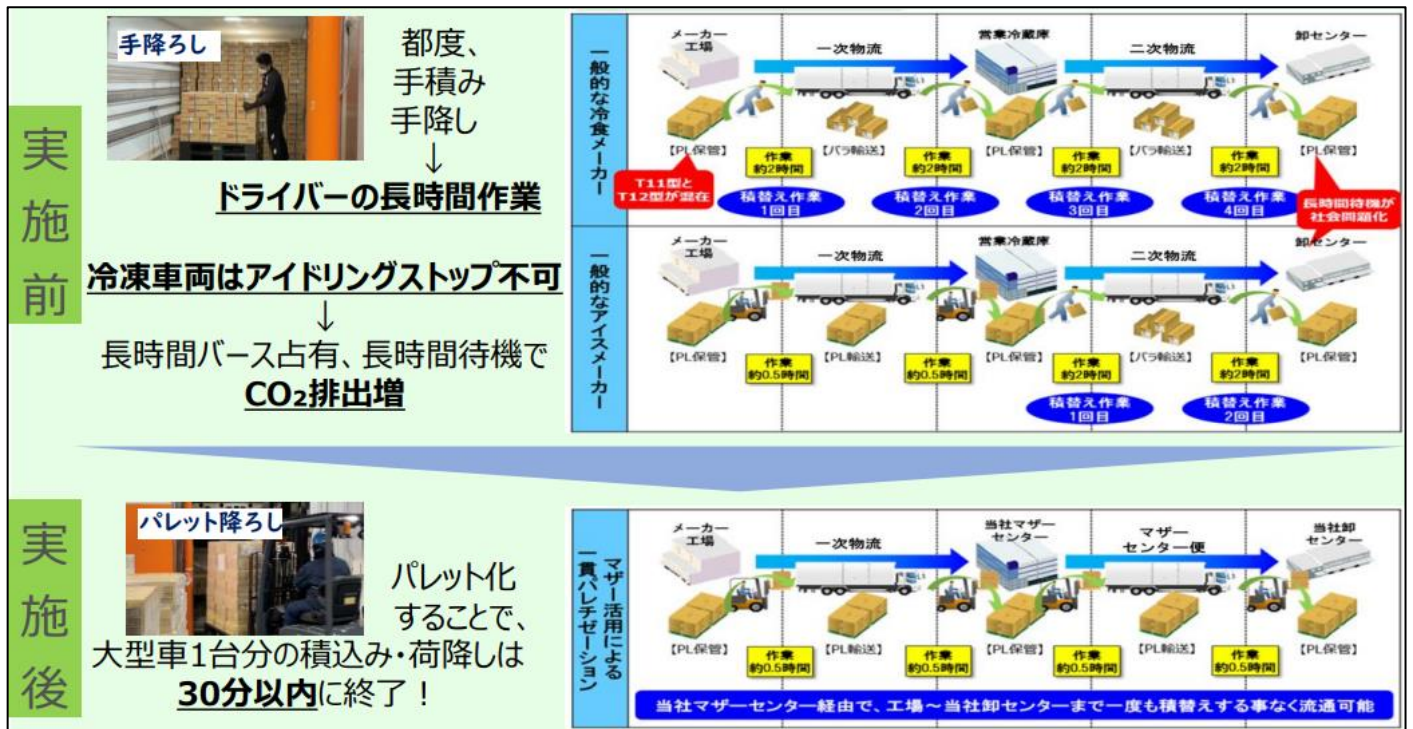 実施前
手降ろし
都度、
手積み
手降し
↓
ドライバーの長時間作業
冷凍車両はアイドリングストップ不可
↓
長時間バース占有、長時間待機で
CO₂排出増
一般的な冷食メーカー
メーカー
工場
一次物流
営業冷蔵庫
二次物流
卸センター
【PL保管】
【バラ輸送】
【PL保管】
【バラ輸送】
【PL保管】
作業
約2時間
作業
約2時間
作業
約2時間
作業
約2時間
T11型と
T12型が混在
積替え作業
1回目
積替え作業
2回目
積替え作業
3回目
積替え作業
4回目
長時間待機が
社会問題化
一般的なアイスメーカー
メーカー
工場
一次物流
営業冷蔵庫
二次物流
卸センター
【PL保管】
【PL輸送】
【PL保管】
【バラ輸送】
【PL保管】
作業
約0.5時間
作業
約0.5時間
作業
約2時間
作業
約2時間
積替え作業
1回目
積替え作業
2回目
実施後
パレット降ろし
パレット化
することで、
大型車1台分の積込み・荷降しは
30分以内に終了！
マザー活用による
一貫パレチゼーション
メーカー
工場
一次物流
当社マザー
センター
マザー
センター便
当社卸
センター
【PL保管】
【PL輸送】
【PL保管】
【PL輸送】
【PL保管】
作業
約0.5時間
作業
約0.5時間
作業
約0.5時間
作業
約0.5時間
当社マザーセンター経由で、工場～当社卸センターまで一度も積替えする事なく流通可能